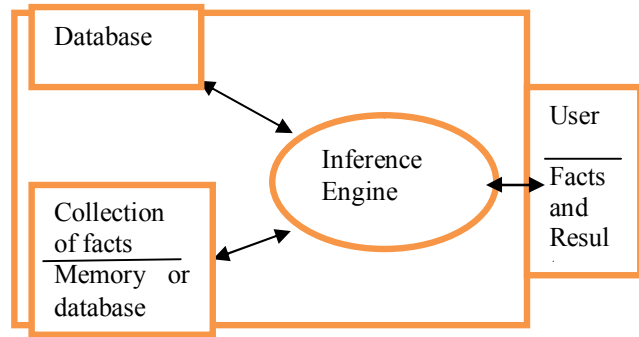 Database
Inference
Engine
User
Facts
and
Resul
Collection
of facts
Memory or
database